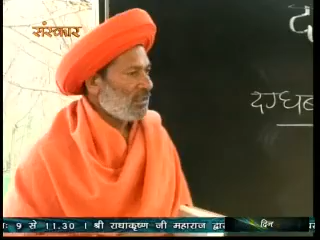 संस्कार
द
दग्धब
: 9 से 11.30 । श्री राधाकृष्ण जी महाराज द्वा
दिन